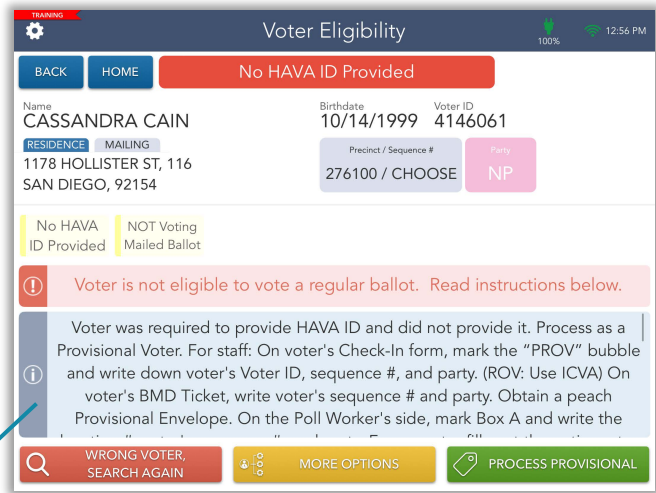 TRAINING
Voter Eligibility
100%
12:56 PM
BACK
HOME
No HAVA ID Provided
Name
CASSANDRA CAIN
Birthdate
10/14/1999
Voter ID
4146061
RESIDENCE
MAILING
1178 HOLLISTER ST, 116
SAN DIEGO, 92154
Precinct / Sequence #
276100 / CHOOSE
Party
NP
No HAVA
ID Provided
NOT Voting
Mailed Ballot
Voter is not eligible to vote a regular ballot. Read instructions below.
Voter was required to provide HAVA ID and did not provide it. Process as a
Provisional Voter. For staff: On voter's Check-In form, mark the “PROV” bubble
and write down voter's Voter ID, sequence #, and party. (ROV: Use ICVA) On
voter's BMD Ticket, write voter's sequence # and party. Obtain a peach
Provisional Envelope. On the Poll Worker's side, mark Box A and write the
WRONG VOTER,
SEARCH AGAIN
MORE OPTIONS
PROCESS PROVISIONAL